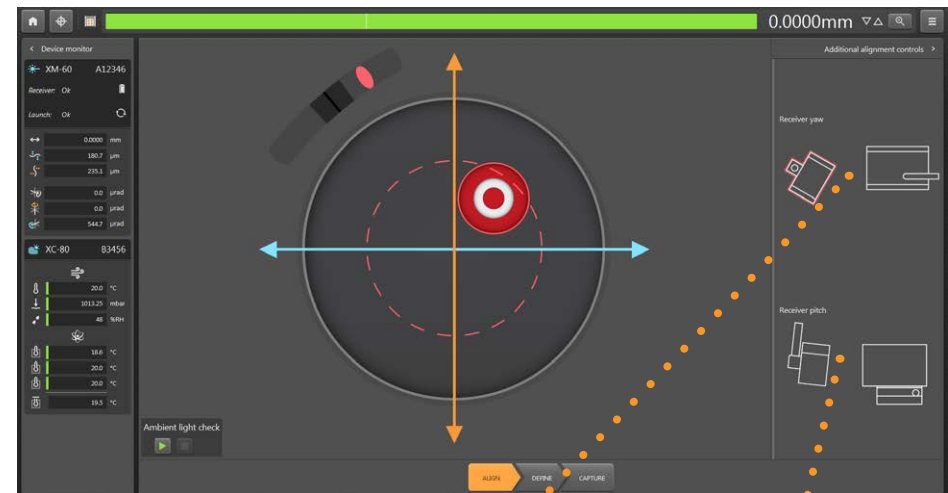 0.0000mm
Device monitor
Additional alignment controls
XM-60 A12346
Receiver: Ok
Launch: Ok
0.0000 mm
180.7 µm
235.1 µm
0.0 µrad
0.0 µrad
544.7 µrad
XC-80 B3456
20.0 °C
1013.25 mbar
48 %RH
18.6 °C
20.0 °C
20.0 °C
19.5 °C
Receiver yaw
Receiver pitch
Ambient light check
ALIGN DEFINE CAPTURE